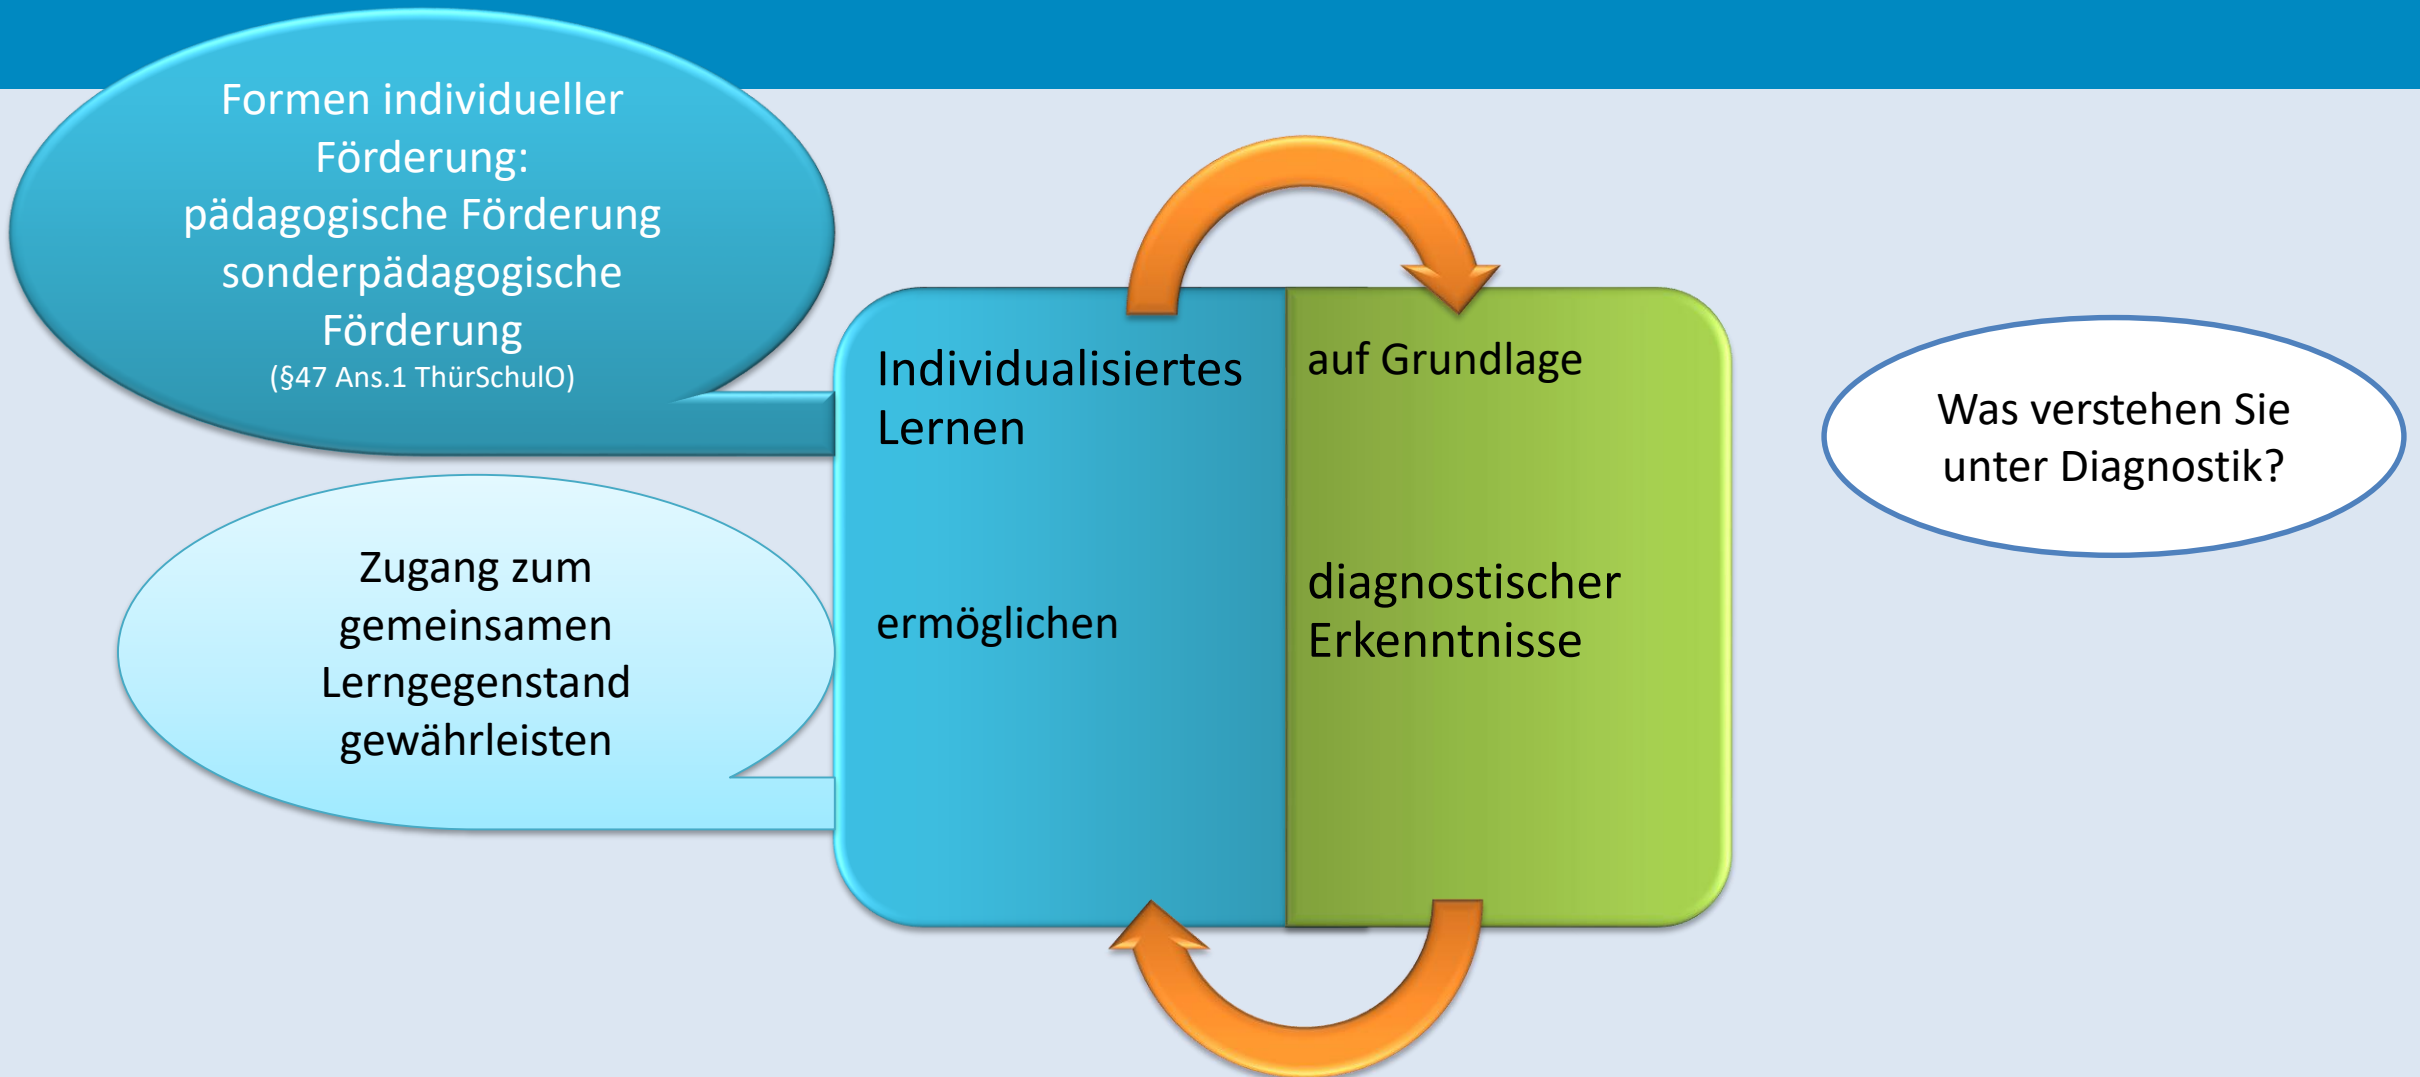 Formen individueller
Förderung:
pädagogische Förderung
sonderpädagogische
Förderung
(§47 Ans.1 ThürSchulO)
Zugang zum
gemeinsamen
Lerngegenstand
gewährleisten
Individualisiertes
Lernen
ermöglichen
auf Grundlage
diagnostischer
Erkenntnisse
Was verstehen Sie
unter Diagnostik?